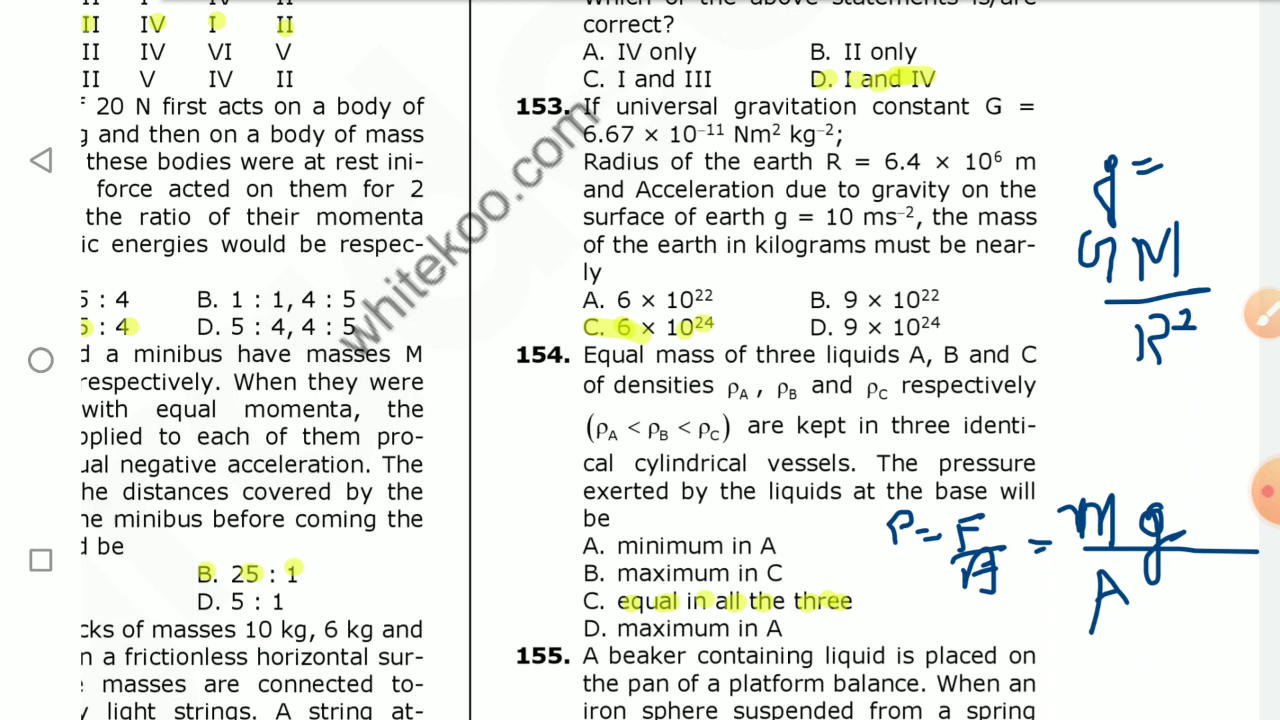 II IV I II
II IV VI V
II V IV II
20 N first acts on a body of
and then on a body of mass
these bodies were at rest ini-
force acted on them for 2
the ratio of their momenta
ic energies would be respec-
5 : 4 B. 1 : 1, 4 : 5
5 : 4 D. 5 : 4, 4 : 5
d a minibus have masses M
respectively. When they were
with equal momenta, the
pplied to each of them pro-
ual negative acceleration. The
he distances covered by the
ne minibus before coming the
d be
B. 25 : 1
D. 5 : 1
cks of masses 10 kg, 6 kg and
n a frictionless horizontal sur-
masses are connected to-
light strings. A string at-
Which of the above statements is/are
correct?
A. IV only B. II only
C. I and III D. I and IV
153. If universal gravitation constant G =
6.67 × 10⁻¹¹ Nm² kg⁻²;
Radius of the earth R = 6.4 × 10⁶ m
and Acceleration due to gravity on the
surface of earth g = 10 ms⁻², the mass
of the earth in kilograms must be near-
ly
A. 6 × 10²² B. 9 × 10²²
C. 6 × 10²⁴ D. 9 × 10²⁴
154. Equal mass of three liquids A, B and C
of densities ρA , ρB and ρC respectively
(ρA < ρB < ρC) are kept in three identi-
cal cylindrical vessels. The pressure
exerted by the liquids at the base will
be
A. minimum in A
B. maximum in C
C. equal in all the three
D. maximum in A
155. A beaker containing liquid is placed on
the pan of a platform balance. When an
iron sphere suspended from a spring
whitekoo.com
g =
GM
R²
P = F/A = mg/A